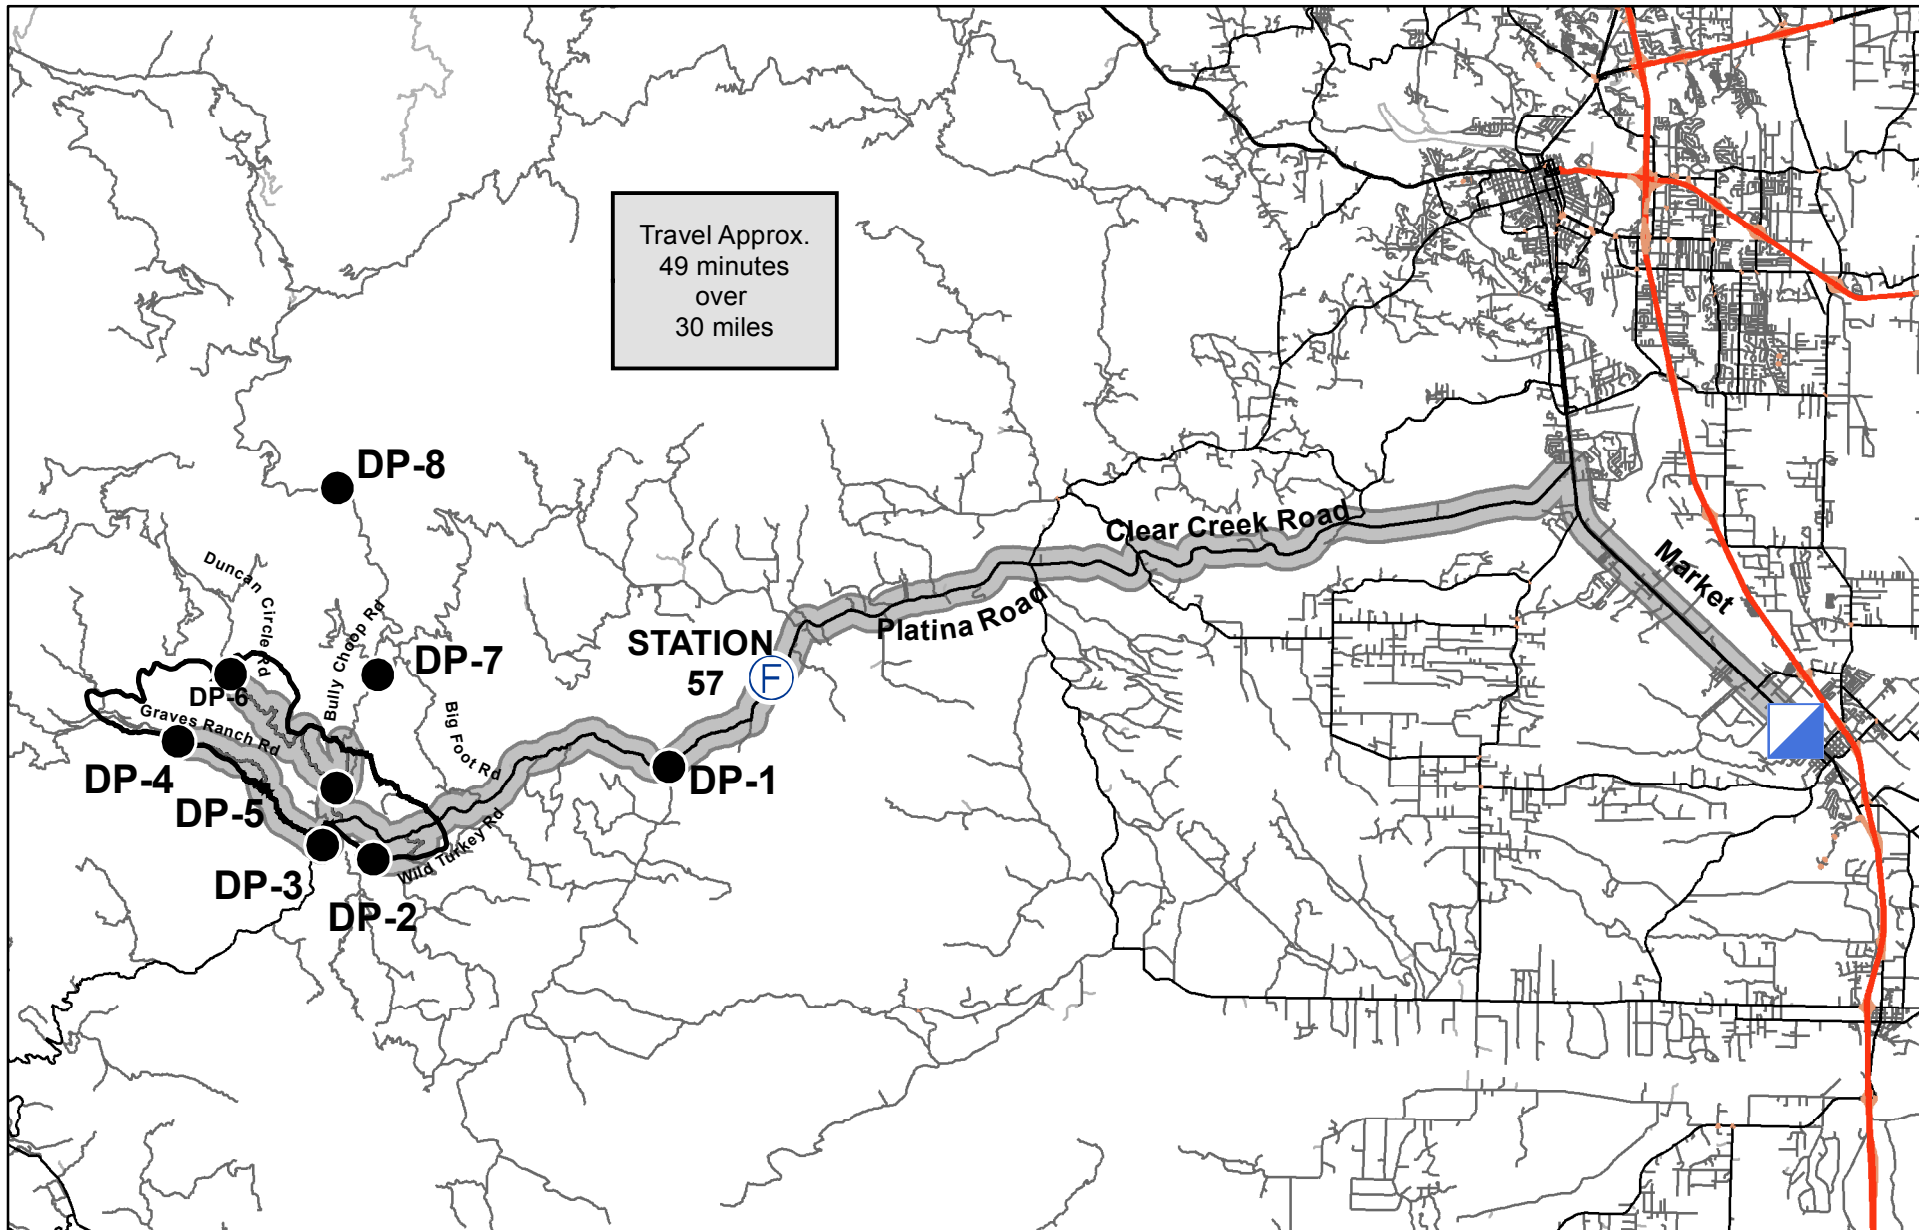 Travel Approx.
49 minutes
over
30 miles
DP-8
Clear Creek Road
Market
Duncan Circle Rd
Platina Road
Bully Choop Rd
STATION
57
F
DP-7
DP-6
Big Foot Rd
Graves Ranch Rd
DP-4
DP-1
DP-5
Wild Turkey Rd
DP-3
DP-2